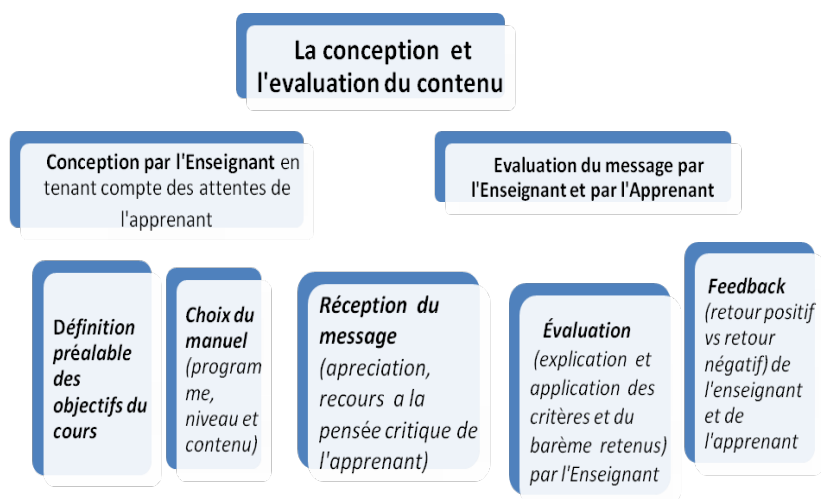 La conception et
l'evaluation du contenu
Conception par l'Enseignant en
tenant compte des attentes de
l'apprenant
Evaluation du message par
l'Enseignant et par l'Apprenant
Définition
préalable
des
objectifs du
cours
Choix du
manuel
(program
me,
niveau et
contenu)
Réception du
message
(apreciation,
recours a la
pensée critique de
l'apprenant)
Évaluation
(explication et
application des
critères et du
barème retenus)
par l'Enseignant
Feedback
(retour positif
vs retour
négatif) de
l'enseignant
et de
l'apprenant